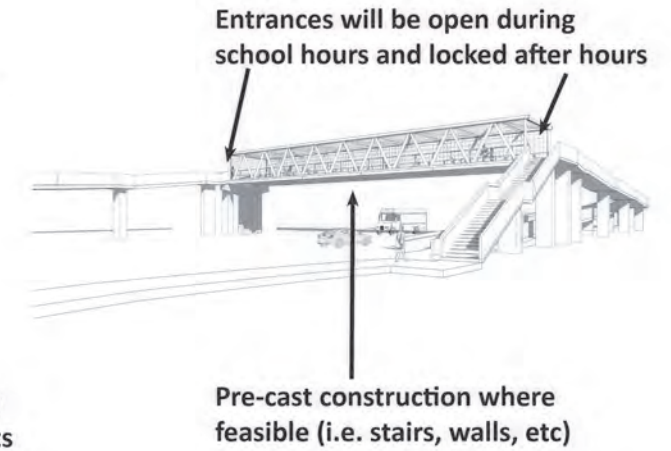 Entrances will be open during
school hours and locked after hours
Pre-cast construction where
feasible (i.e. stairs, walls, etc)